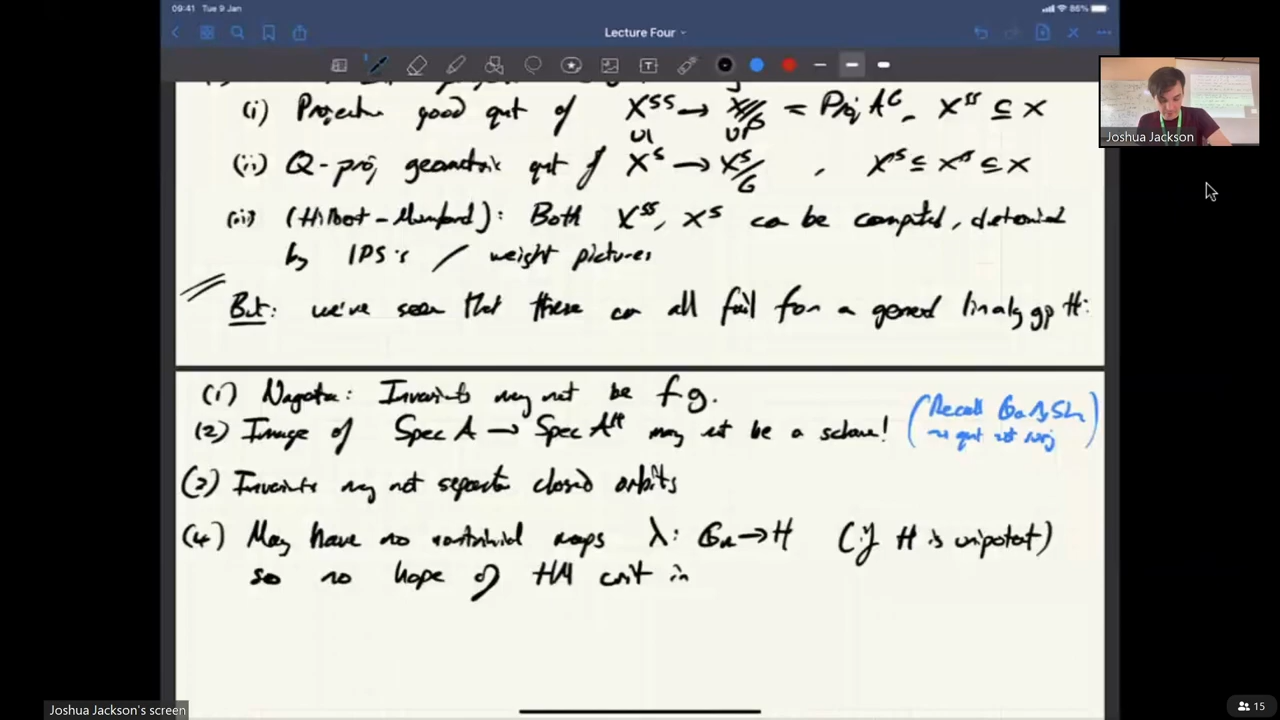 09:41 Tue 9 Jan
86%
Lecture Four
Joshua Jackson
(i) Projective good quot of X^ss → X//G = Proj A^G, X^ss ⊆ X
(ii) Q-proj geometric quot of X^s → X^s/G , X^s ⊆ X^ss ⊆ X
(iii) (Hilbert-Mumford): Both X^ss, X^s can be computed, determined
by 1PS's / weight pictures
But: we've seen that these can all fail for a general linalg gp H:
(1) Nagata: Invariants may not be f.g.
(2) Image of Spec A → Spec A^H may not be a scheme! (Recall Ga ↷ SL2
⇝ quot not surj)
(3) Invariants may not separate closed orbits
(4) May have no nontrivial maps λ: Gm → H (if H is unipotent)
so no hope of HM crit in
Joshua Jackson's screen
15